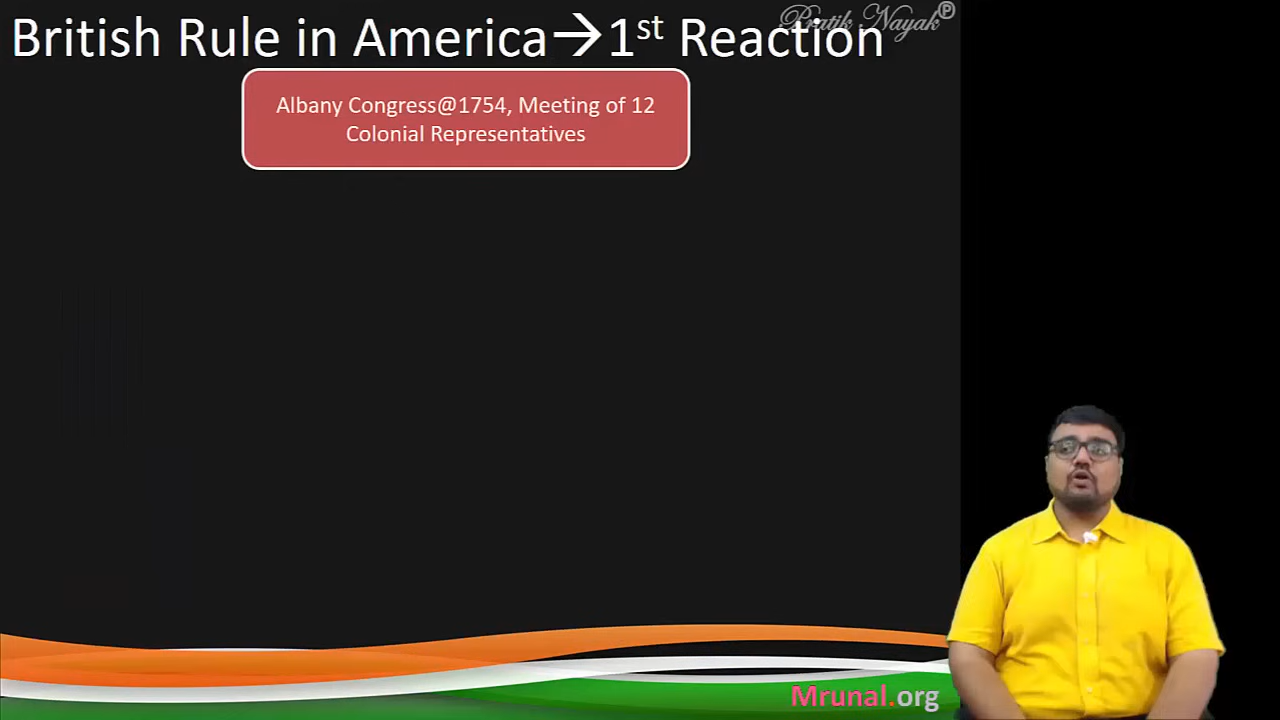 Pratik Nayak®
British Rule in America→1st Reaction
Albany Congress@1754, Meeting of 12
Colonial Representatives
Mrunal.org